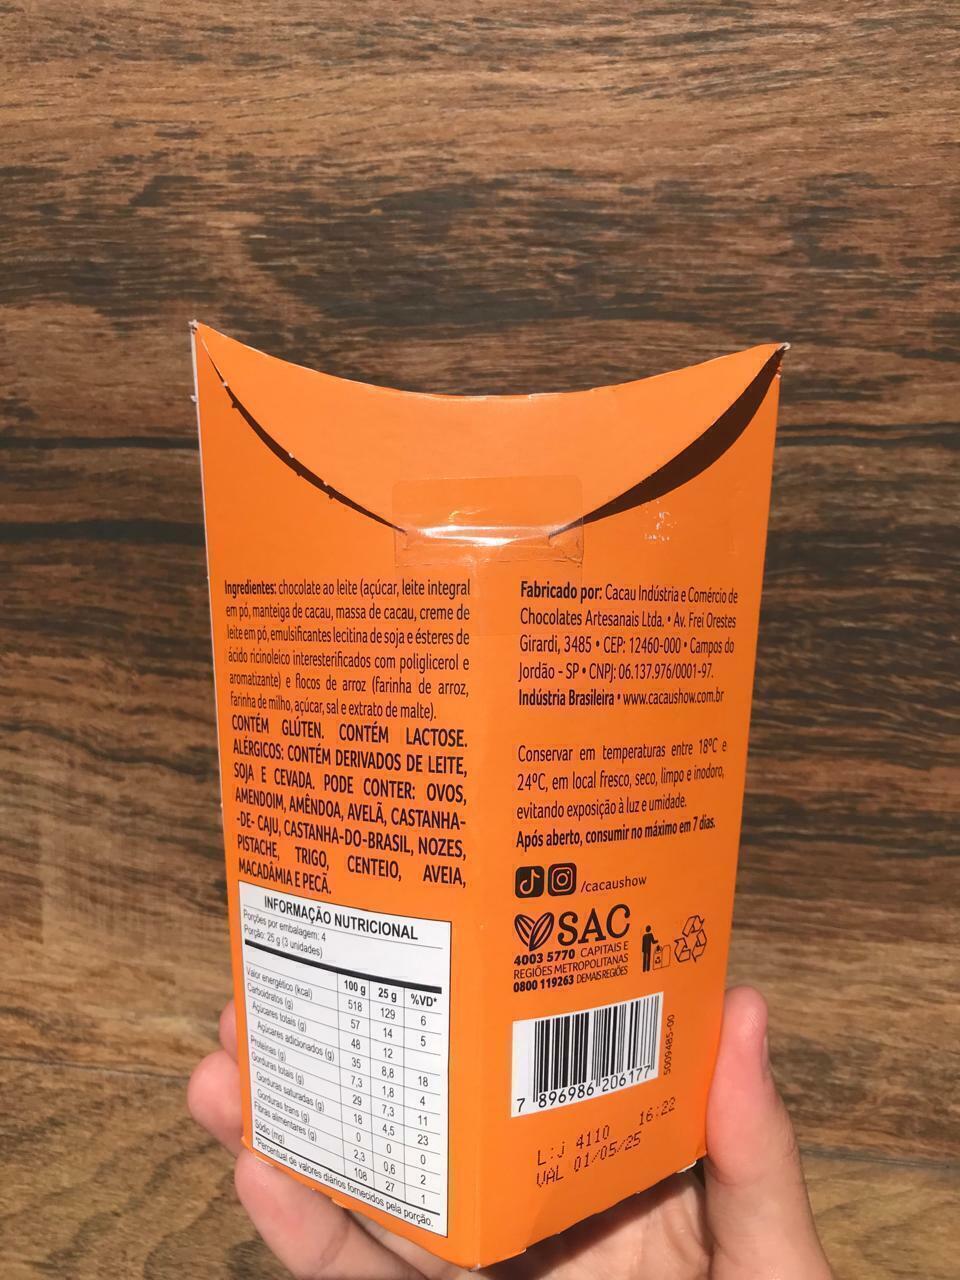 Ingredientes: chocolate ao leite (açúcar, leite integral
em pó, manteiga de cacau, massa de cacau, creme de
leite em pó, emulsificantes lecitina de soja e ésteres de
ácido ricinoleico interesterificados com poliglicerol e
aromatizante) e flocos de arroz (farinha de arroz,
farinha de milho, açúcar, sal e extrato de malte).
CONTÉM GLÚTEN. CONTÉM LACTOSE.
ALÉRGICOS: CONTÉM DERIVADOS DE LEITE,
SOJA E CEVADA. PODE CONTER: OVOS,
AMENDOIM, AMÊNDOA, AVELÃ, CASTANHA-
-DE- CAJU, CASTANHA-DO-BRASIL, NOZES,
PISTACHE, TRIGO, CENTEIO, AVEIA,
MACADÂMIA E PECÃ.
INFORMAÇÃO NUTRICIONAL
Porções por embalagem: 4
Porção: 25 g (3 unidades)
100 g 25 g %VD*
Valor energético (kcal) 518 129 6
Carboidratos (g) 57 14 5
Açúcares totais (g) 48 12
Açúcares adicionados (g) 35 8,8 18
Proteínas (g) 7,3 1,8 4
Gorduras totais (g) 29 7,3 11
Gorduras saturadas (g) 18 4,5 23
Gorduras trans (g) 0 0 0
Fibras alimentares (g) 2,3 0,6 2
Sódio (mg) 108 27 1
*Percentual de valores diários fornecidos pela porção.
Fabricado por: Cacau Indústria e Comércio de
Chocolates Artesanais Ltda. • Av. Frei Orestes
Girardi, 3485 • CEP: 12460-000 • Campos do
Jordão - SP • CNPJ: 06.137.976/0001-97.
Indústria Brasileira • www.cacaushow.com.br
Conservar em temperaturas entre 18ºC e
24ºC, em local fresco, seco, limpo e inodoro,
evitando exposição à luz e umidade.
Após aberto, consumir no máximo em 7 dias.
/cacaushow
SAC
4003 5770 CAPITAIS E
REGIÕES METROPOLITANAS
0800 119263 DEMAIS REGIÕES
7 896986 206177
5009485-00
L:J 4110 16:22
VAL 01/05/25